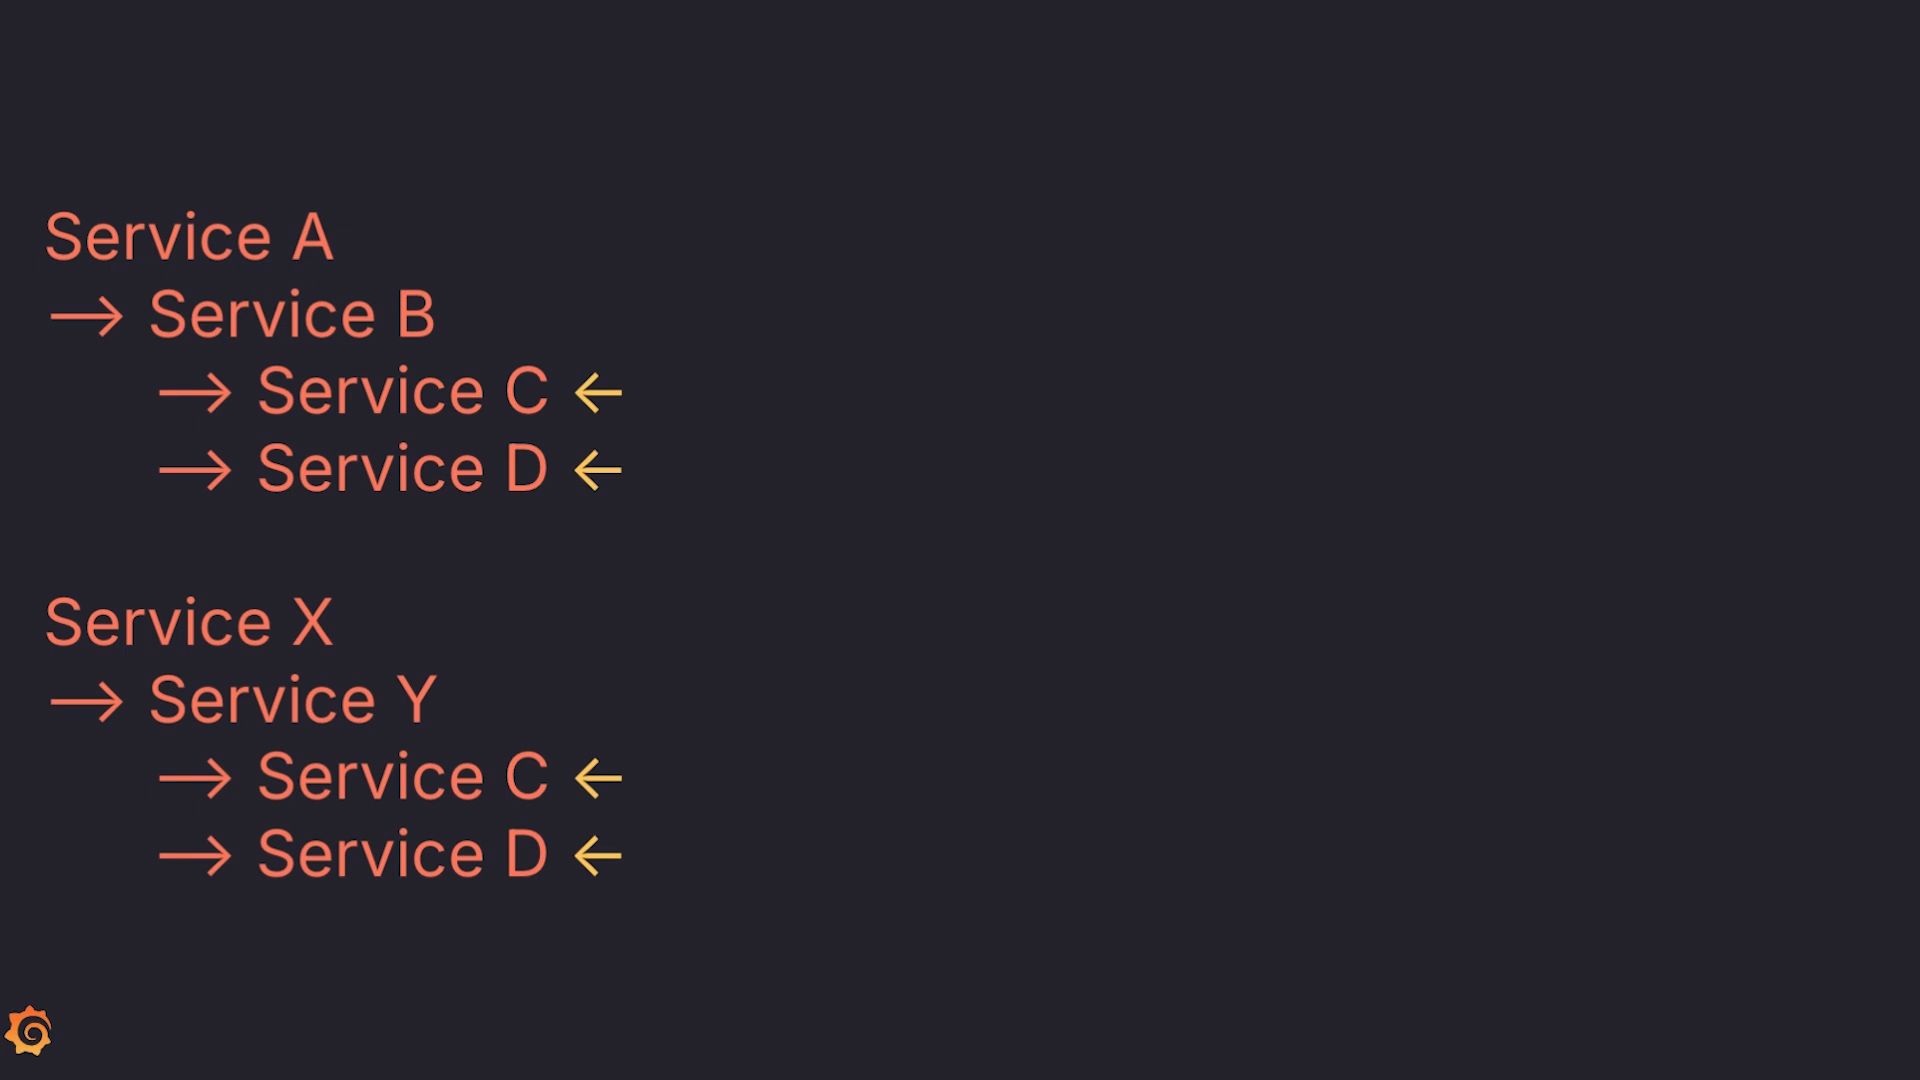 Service A
→ Service B
→ Service C ←
→ Service D ←
Service X
→ Service Y
→ Service C ←
→ Service D ←